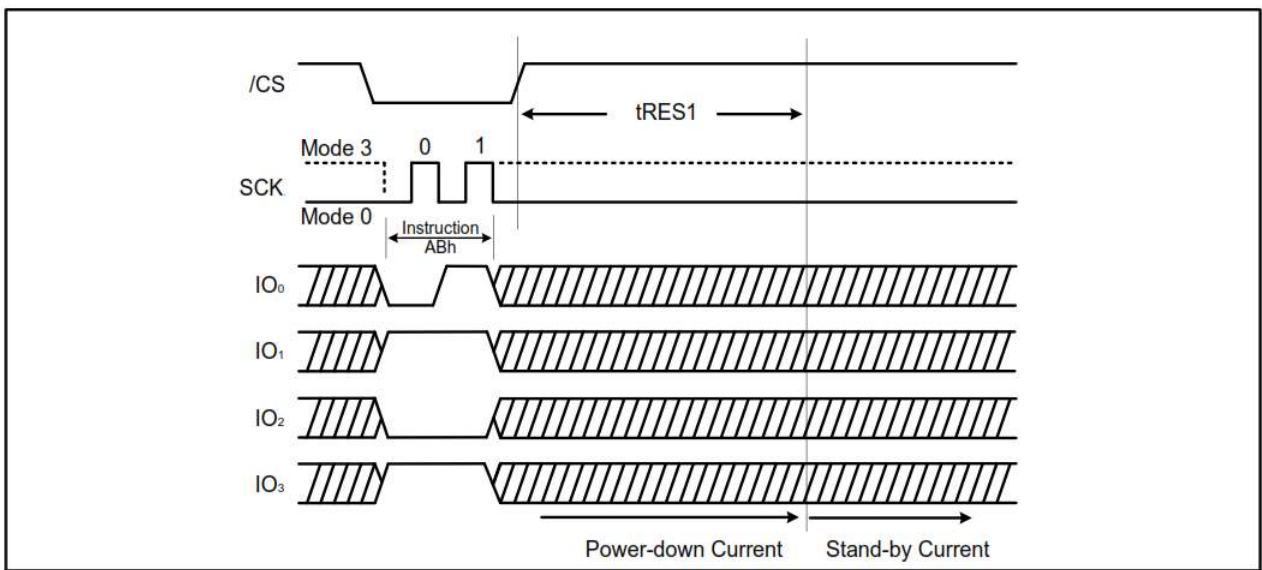 /CS
tRES1
Mode 3 0 1
SCK
Mode 0
Instruction
ABh
IO₀
IO₁
IO₂
IO₃
Power-down Current Stand-by Current